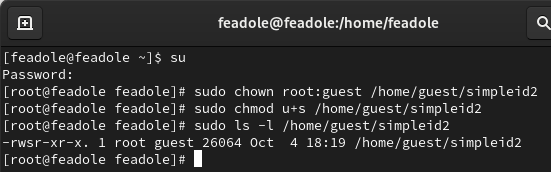 feadole@feadole:/home/feadole
[feadole@feadole ~]$ su
Password:
[root@feadole feadole]# sudo chown root:guest /home/guest/simpleid2
[root@feadole feadole]# sudo chmod u+s /home/guest/simpleid2
[root@feadole feadole]# sudo ls -l /home/guest/simpleid2
-rwsr-xr-x. 1 root guest 26064 Oct  4 18:19 /home/guest/simpleid2
[root@feadole feadole]#